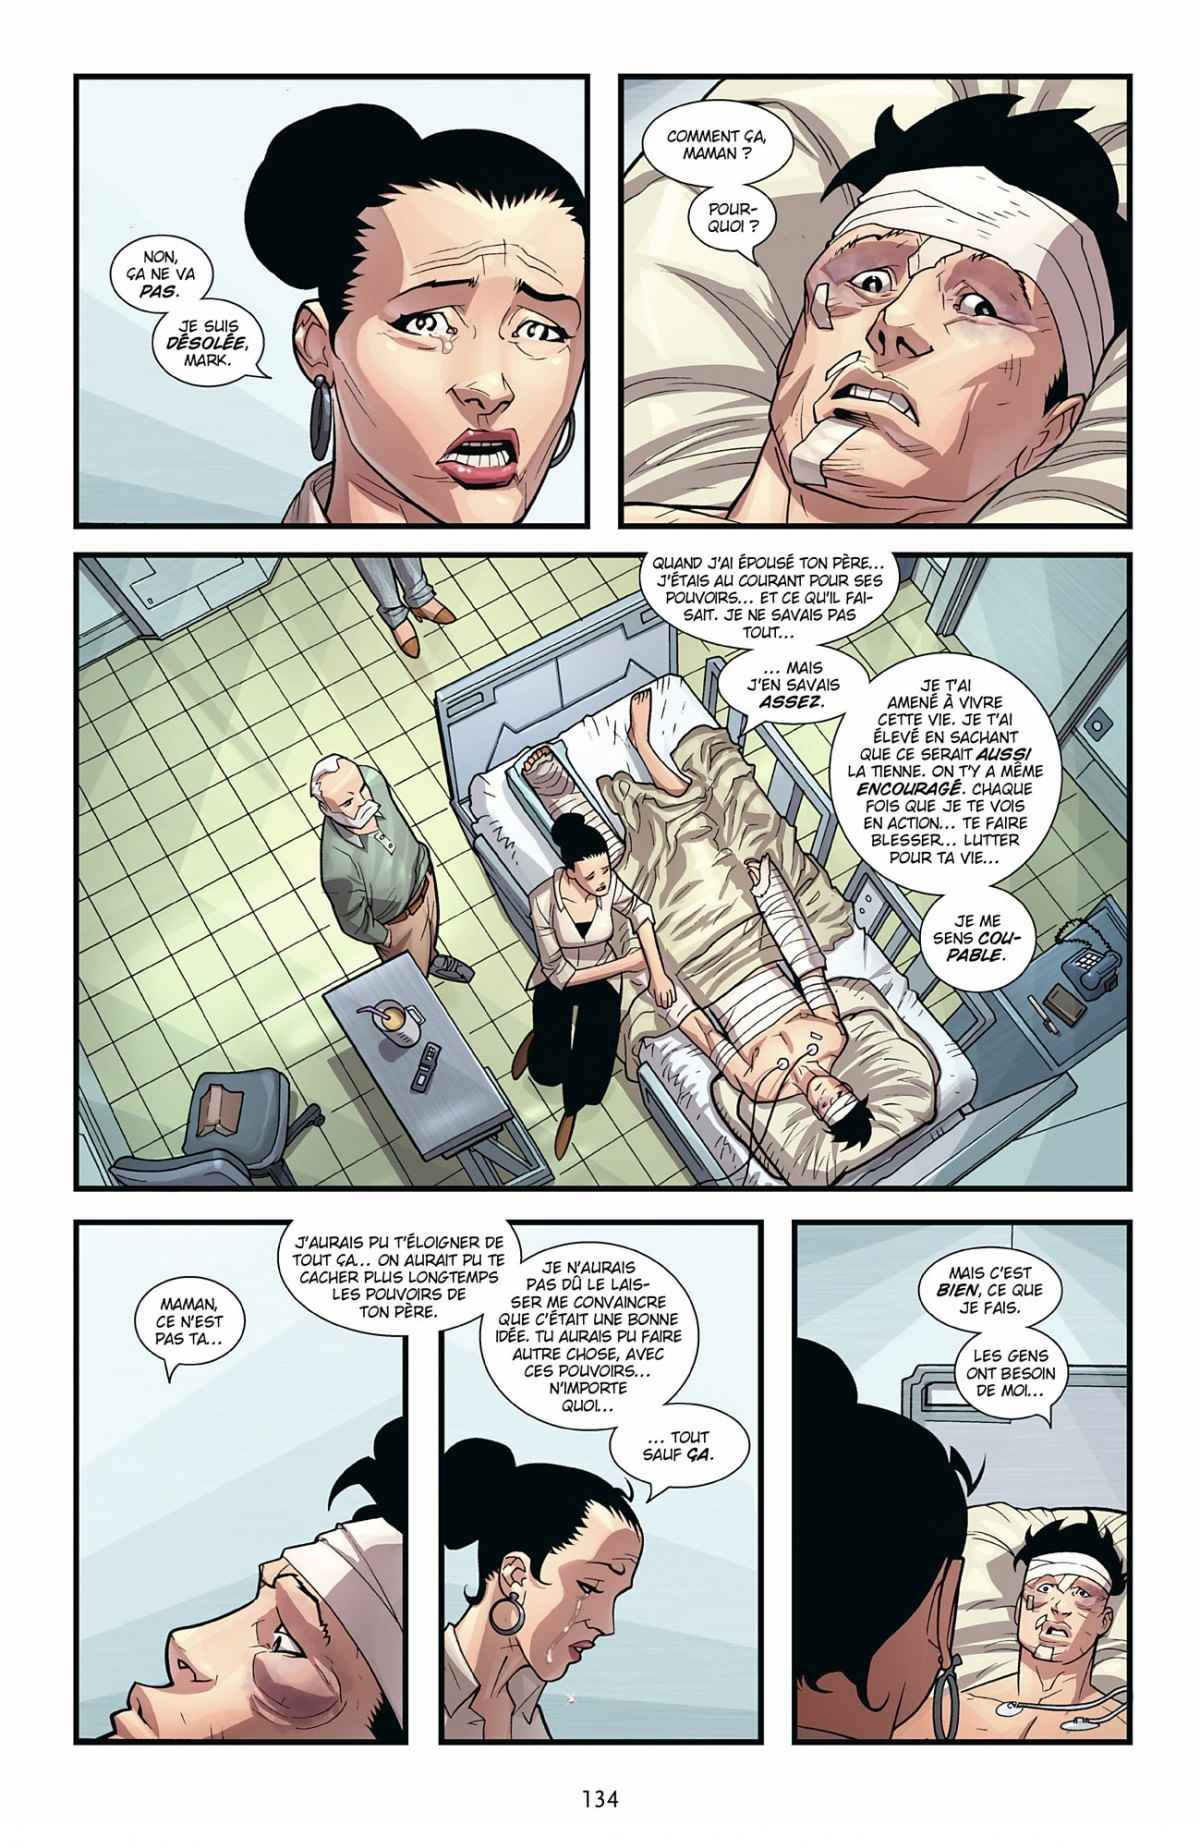 NON,
ÇA NE VA
PAS.
JE SUIS
DÉSOLÉE,
MARK.
COMMENT ÇA,
MAMAN ?
POUR-
QUOI ?
QUAND J'AI ÉPOUSÉ TON PÈRE...
J'ÉTAIS AU COURANT POUR SES
POUVOIRS... ET CE QU'IL FAI-
SAIT. JE NE SAVAIS PAS
TOUT...
... MAIS
J'EN SAVAIS
ASSEZ.
JE T'AI
AMENÉ À VIVRE
CETTE VIE. JE T'AI
ÉLEVÉ EN SACHANT
QUE CE SERAIT AUSSI
LA TIENNE. ON T'Y A MÊME
ENCOURAGÉ. CHAQUE
FOIS QUE JE TE VOIS
EN ACTION... TE FAIRE
BLESSER... LUTTER
POUR TA VIE...
JE ME
SENS COU-
PABLE.
MAMAN,
CE N'EST
PAS TA...
J'AURAIS PU T'ÉLOIGNER DE
TOUT ÇA... ON AURAIT PU TE
CACHER PLUS LONGTEMPS
LES POUVOIRS DE
TON PÈRE.
JE N'AURAIS
PAS DÛ LE LAIS-
SER ME CONVAINCRE
QUE C'ÉTAIT UNE BONNE
IDÉE. TU AURAIS PU FAIRE
AUTRE CHOSE, AVEC
CES POUVOIRS...
N'IMPORTE
QUOI...
... TOUT
SAUF ÇA.
MAIS C'EST
BIEN, CE QUE
JE FAIS.
LES GENS
ONT BESOIN
DE MOI...
134